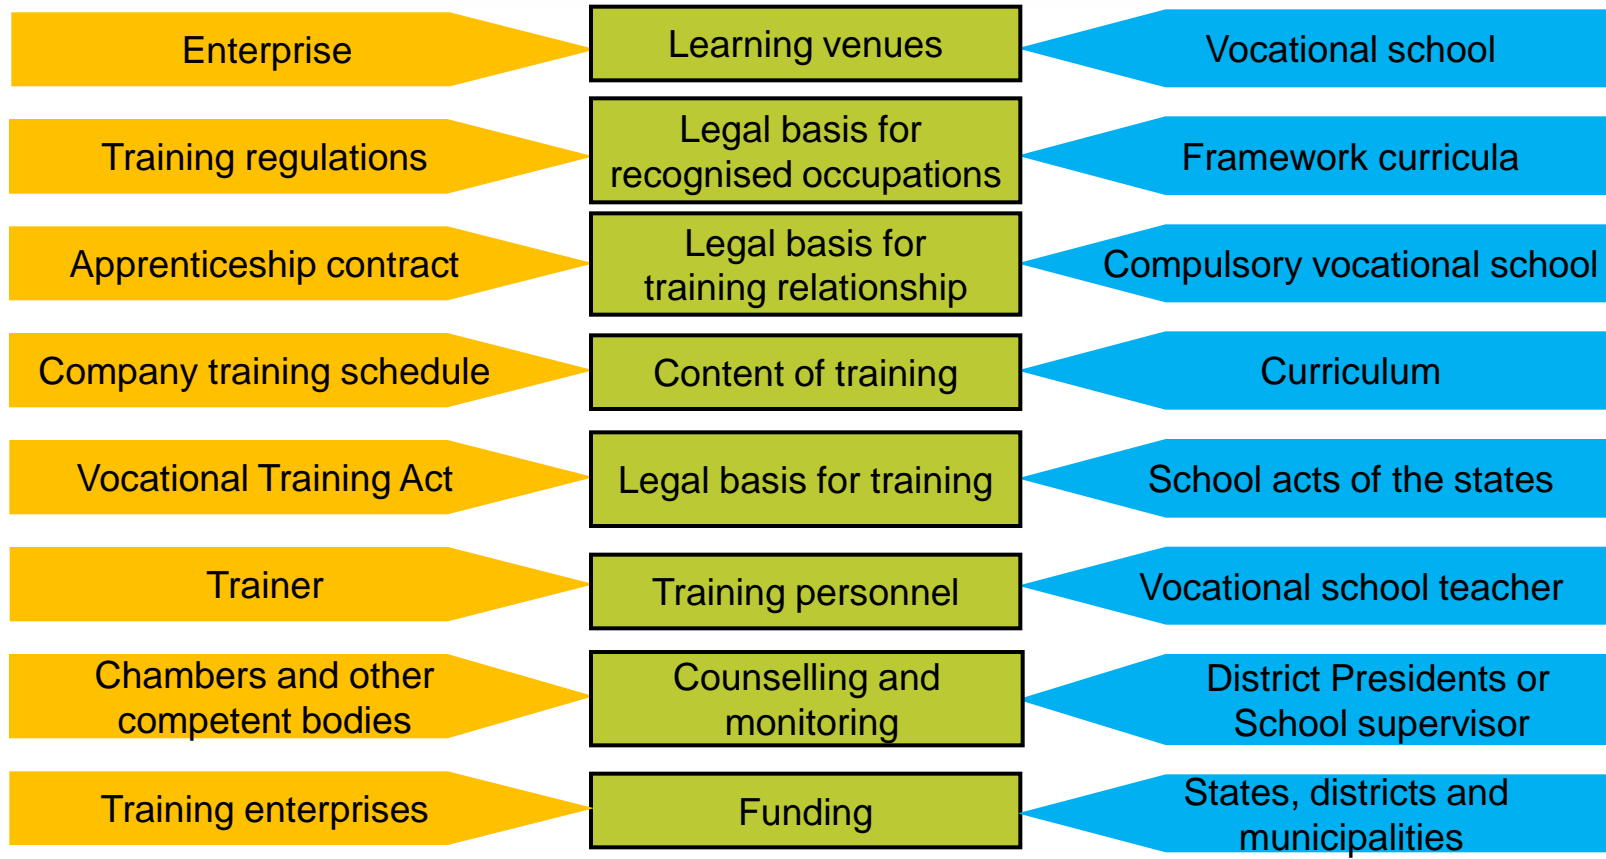 Enterprise
Learning venues
Vocational school
Training regulations
Legal basis for
recognised occupations
Framework curricula
Apprenticeship contract
Legal basis for
training relationship
Compulsory vocational school
Company training schedule
Content of training
Curriculum
Vocational Training Act
Legal basis for training
School acts of the states
Trainer
Training personnel
Vocational school teacher
Chambers and other
competent bodies
Counselling and
monitoring
District Presidents or
School supervisor
Training enterprises
Funding
States, districts and
municipalities